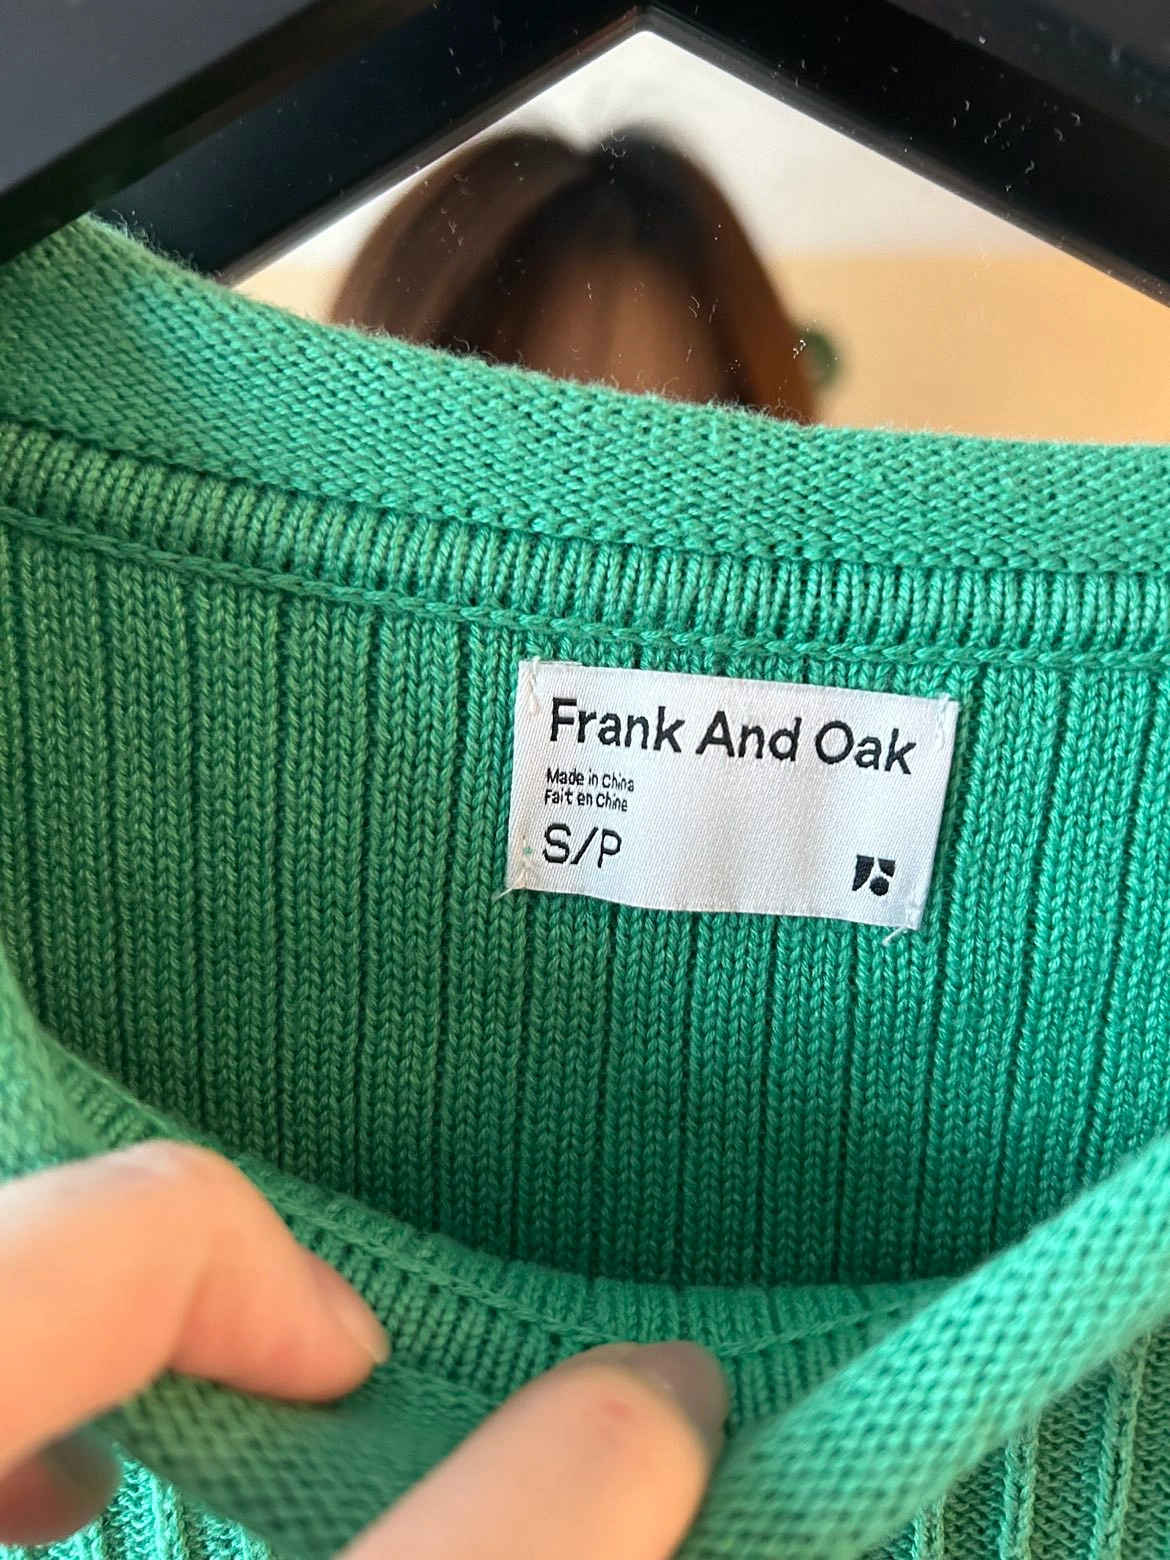 Frank And Oak
Made in China
Fait en Chine
S/P